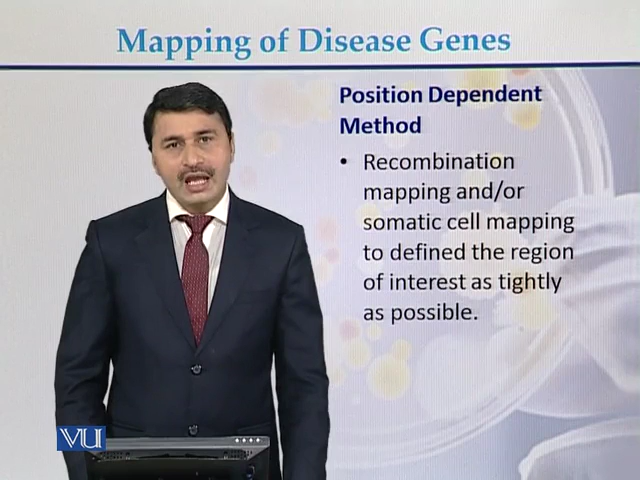 Mapping of Disease Genes
Position Dependent
Method
• Recombination
mapping and/or
somatic cell mapping
to defined the region
of interest as tightly
as possible.
VU